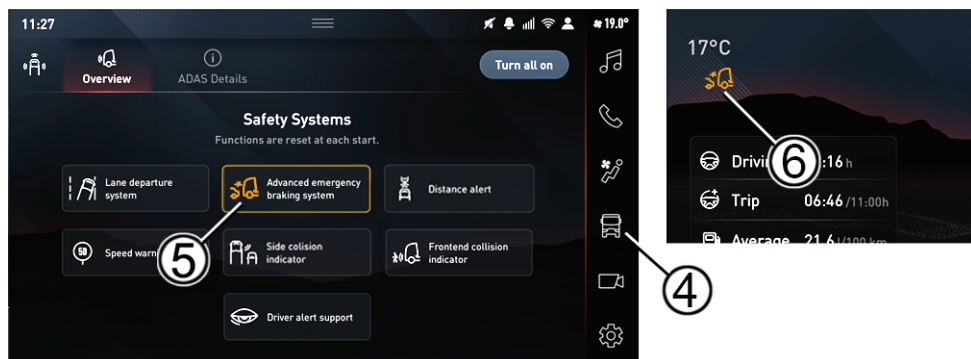 11:27
19.0°
Overview
ADAS Details
Turn all on
Safety Systems
Functions are reset at each start.
Lane departure
system
Advanced emergency
braking system
Distance alert
50
Speed warn
Side colision
indicator
Frontend collision
indicator
Driver alert support
5
4
17°C
6
:16 h
Trip 06:46 /11:00h
Average 21.6 l/100 km